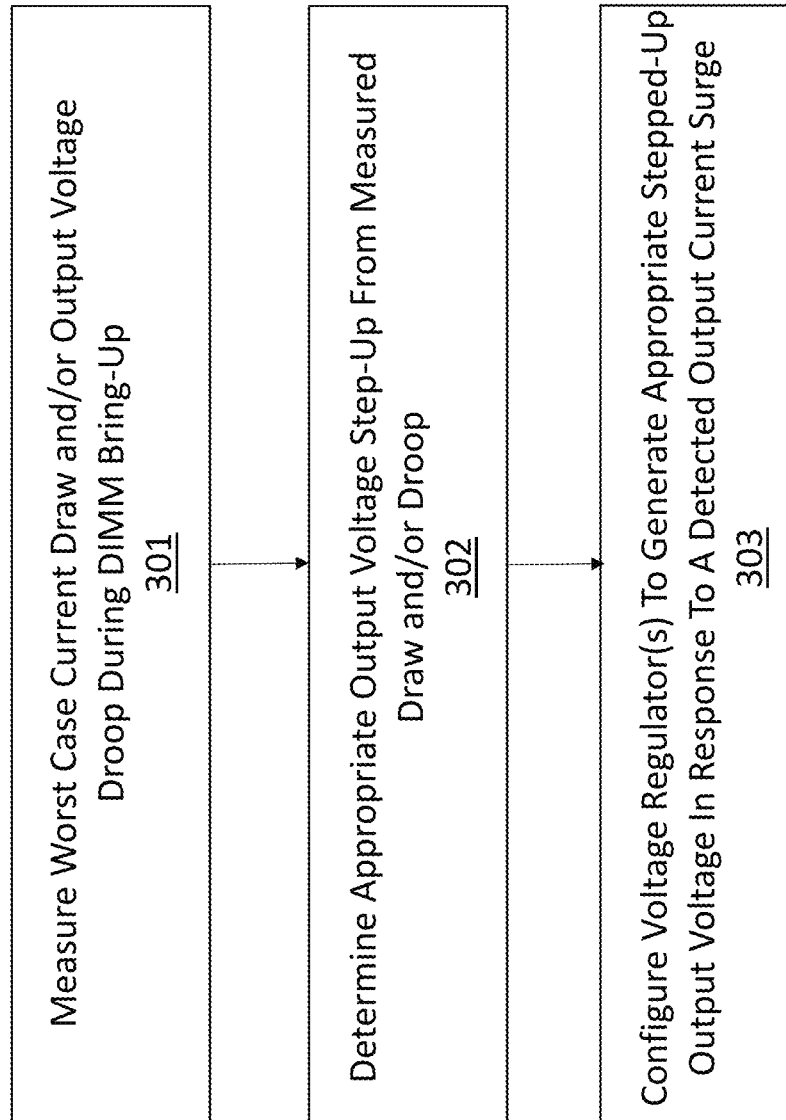 Measure Worst Case Current Draw and/or Output Voltage
Droop During DIMM Bring-Up
301
Determine Appropriate Output Voltage Step-Up From Measured
Draw and/or Droop
302
Configure Voltage Regulator(s) To Generate Appropriate Stepped-Up
Output Voltage In Response To A Detected Output Current Surge
303